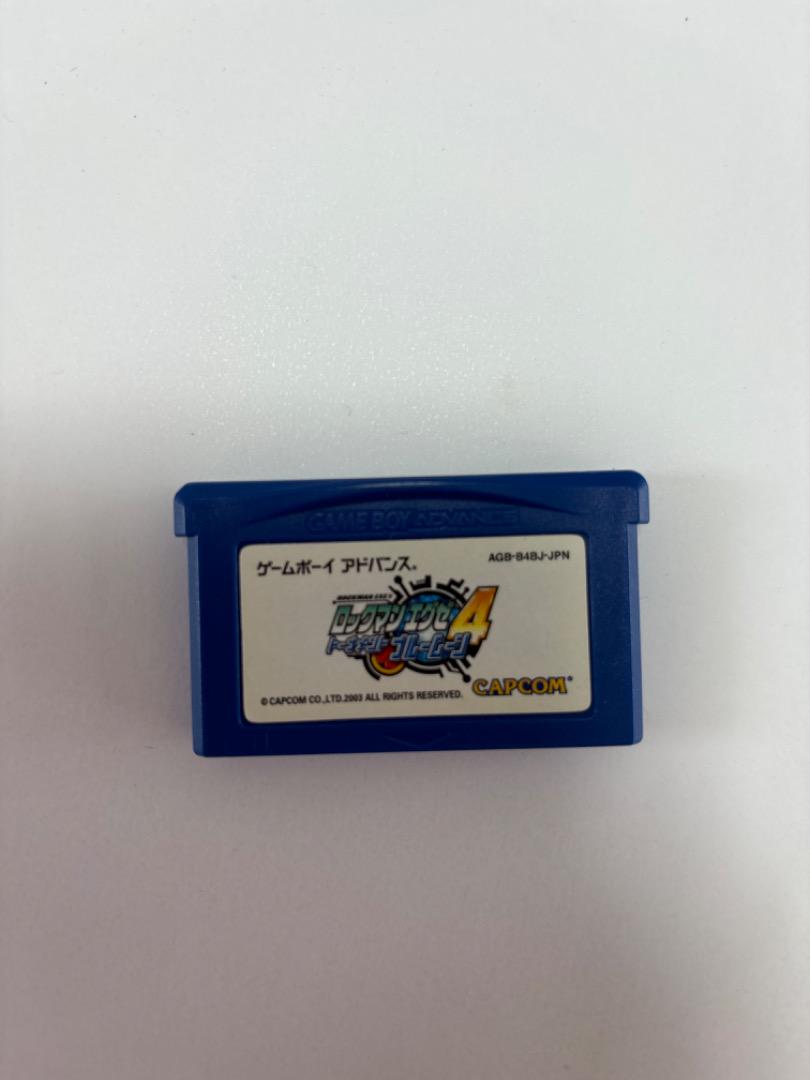 GAME BOY ADVANCE
ゲームボーイ アドバンス®
AGB-B4BJ-JPN
ROCKMAN EXE4
ロックマン エグゼ 4
トーナメント ブルームーン
© CAPCOM CO.,LTD.2003 ALL RIGHTS RESERVED.
CAPCOM®